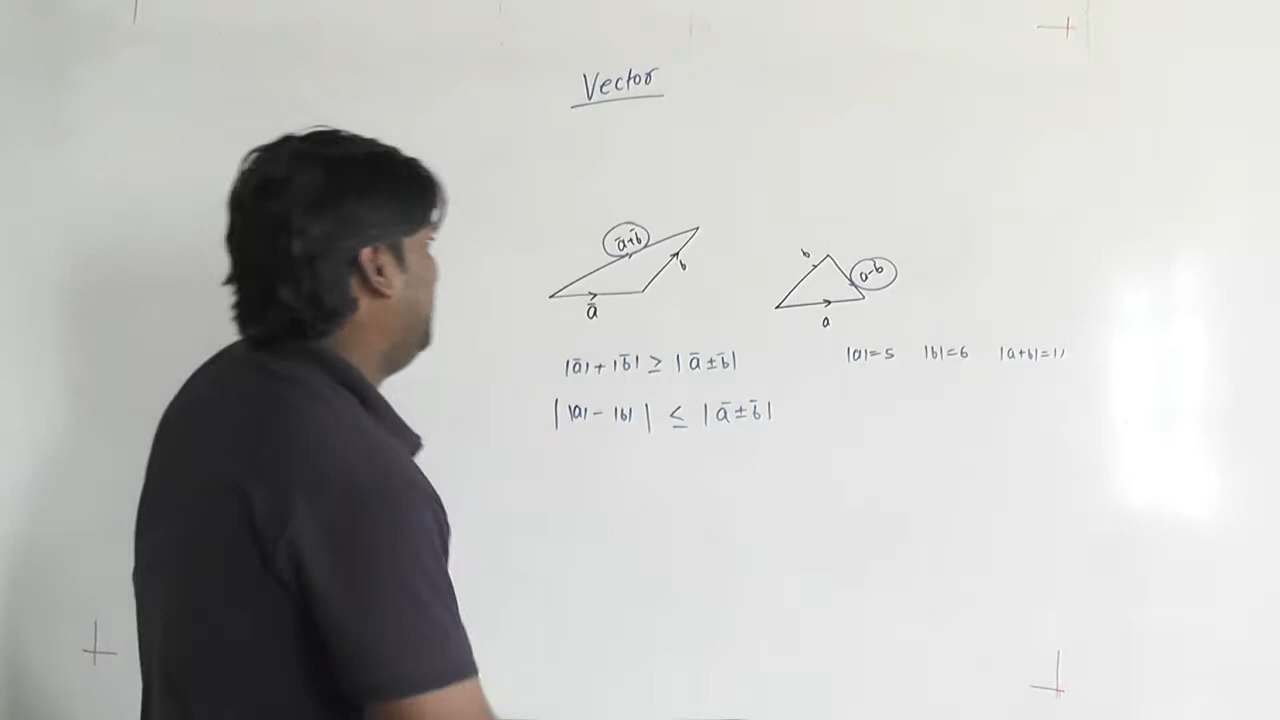 Vector
a̅+b̅
b
a̅
b
a-b
a
|a̅|+|b̅| ≥ |a̅±b̅|
|a|=5 |b|=6 |a+b|=11
||a|-|b|| ≤ |a̅±b̅|